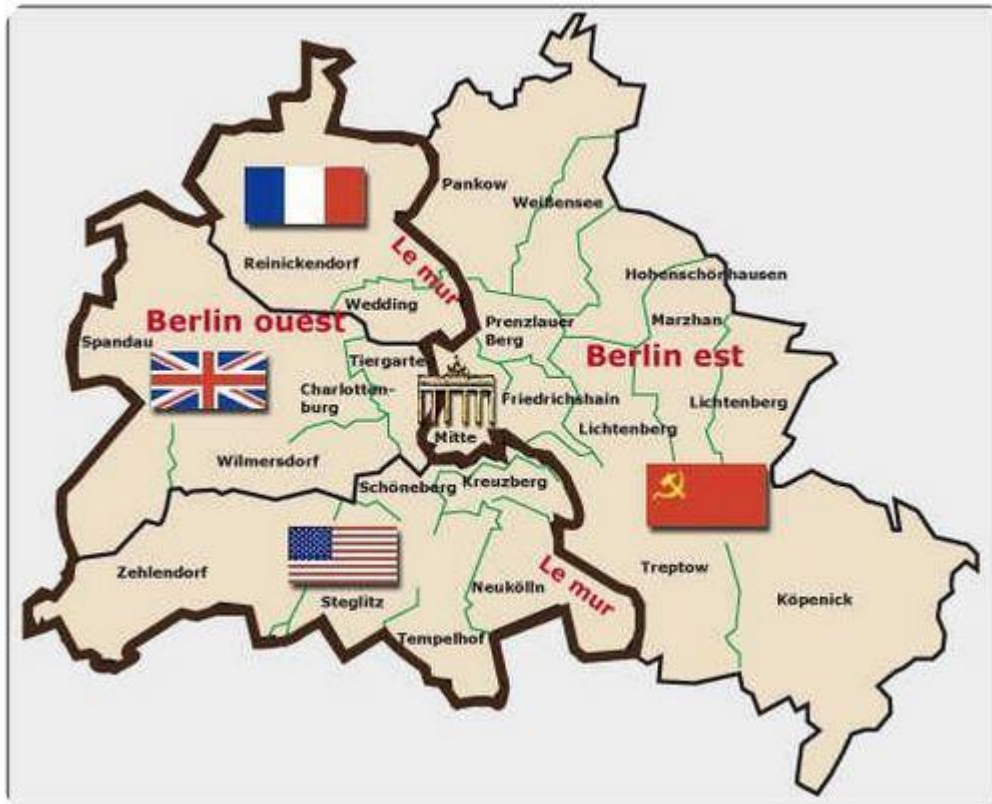 Pankow
Weißensee
Reinickendorf
Le mur
Hohenschönhausen
Wedding
Berlin ouest
Prenzlauer
Berg
Marzhan
Spandau
Berlin est
Tiergarte
Charlotten-
burg
Friedrichshain
Lichtenberg
Lichtenberg
Mitte
Wilmersdorf
Schöneberg
Kreuzberg
Zehlendorf
Steglitz
Neukölln
Le mur
Treptow
Köpenick
Tempelhof